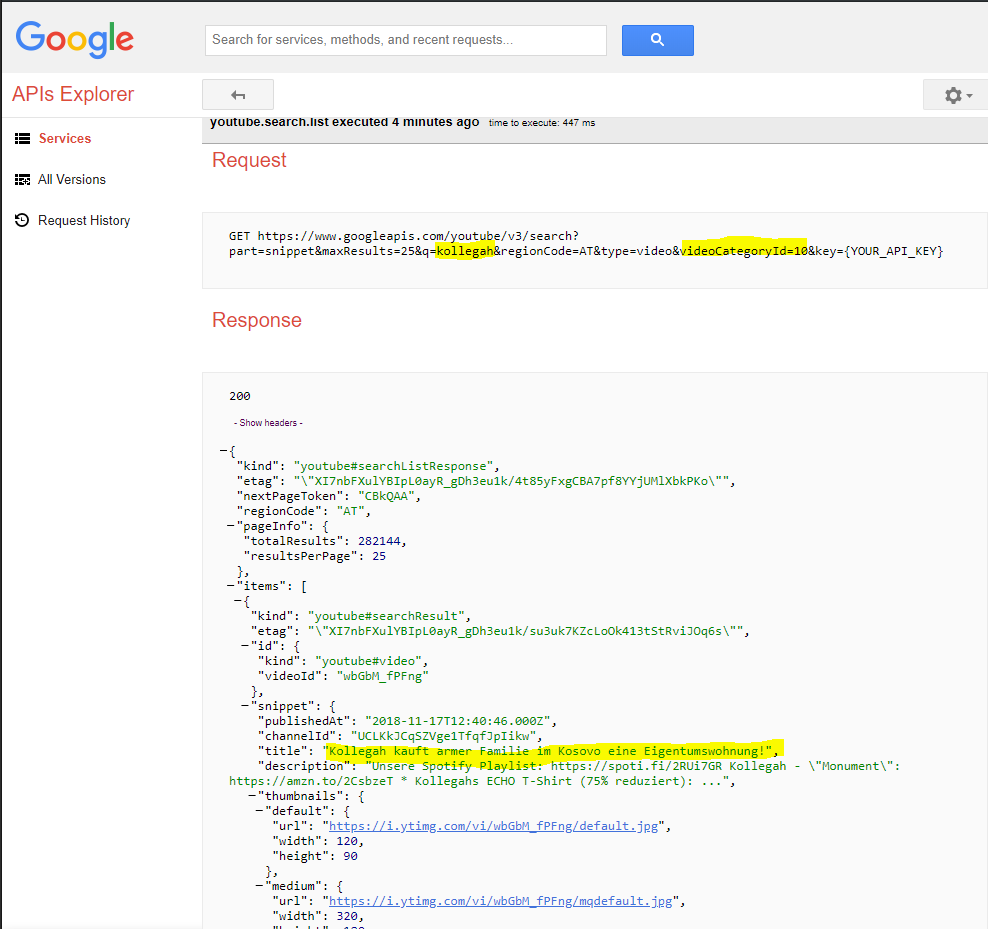 Google
Search for services, methods, and recent requests...
APIs Explorer
youtube.search.list executed 4 minutes ago time to execute: 447 ms
Services
Request
All Versions
Request History
GET https://www.googleapis.com/youtube/v3/search?
part=snippet&maxResults=25&q=kollegah&regionCode=AT&type=video&videoCategoryId=10&key={YOUR_API_KEY}
Response
200
- Show headers -
{
"kind": "youtube#searchListResponse",
"etag": "\"XI7nbFXulYBIpL0ayR_gDh3eu1k/4t85yFxgCBA7pf8YYjUMlXbkPKo\"",
"nextPageToken": "CBkQAA",
"regionCode": "AT",
"pageInfo": {
"totalResults": 282144,
"resultsPerPage": 25
},
"items": [
{
"kind": "youtube#searchResult",
"etag": "\"XI7nbFXulYBIpL0ayR_gDh3eu1k/su3uk7KZcLoOk413tStRviJOq6s\"",
"id": {
"kind": "youtube#video",
"videoId": "wbGbM_fPFng"
},
"snippet": {
"publishedAt": "2018-11-17T12:40:46.000Z",
"channelId": "UCLKkJCqSZVge1TfqfJpIikw",
"title": "Kollegah kauft armer Familie im Kosovo eine Eigentumswohnung!",
"description": "Unsere Spotify Playlist: https://spoti.fi/2RUi7GR Kollegah - \"Monument\":
https://amzn.to/2CsbzeT * Kollegahs ECHO T-Shirt (75% reduziert): ...",
"thumbnails": {
"default": {
"url": "https://i.ytimg.com/vi/wbGbM_fPFng/default.jpg",
"width": 120,
"height": 90
},
"medium": {
"url": "https://i.ytimg.com/vi/wbGbM_fPFng/mqdefault.jpg",
"width": 320,